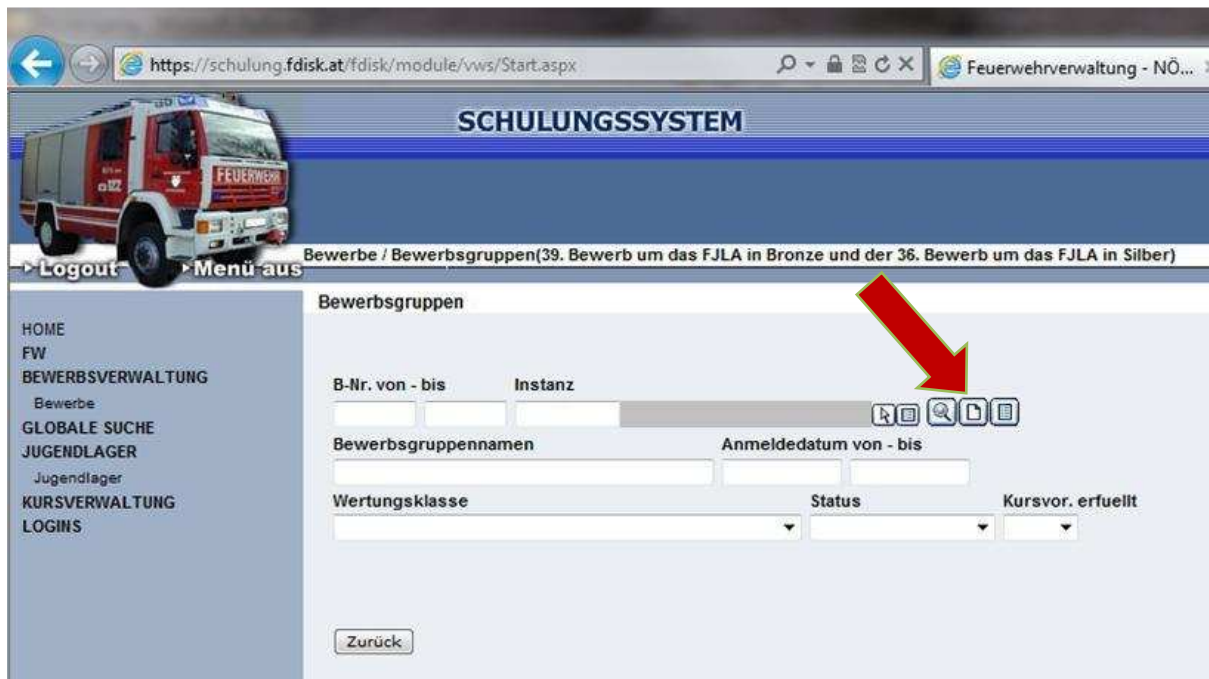 https://schulung.fdisk.at/fdisk/module/vws/Start.aspx
Feuerwehrverwaltung - NÖ...
SCHULUNGSSYSTEM
122
FEUERWEHR
Logout
Menü aus
Bewerbe / Bewerbsgruppen(39. Bewerb um das FJLA in Bronze und der 36. Bewerb um das FJLA in Silber)
Bewerbsgruppen
HOME
FW
BEWERBSVERWALTUNG
Bewerbe
GLOBALE SUCHE
JUGENDLAGER
Jugendlager
KURSVERWALTUNG
LOGINS
B-Nr. von - bis Instanz
Bewerbsgruppennamen Anmeldedatum von - bis
Wertungsklasse Status Kursvor. erfuellt
Zurück